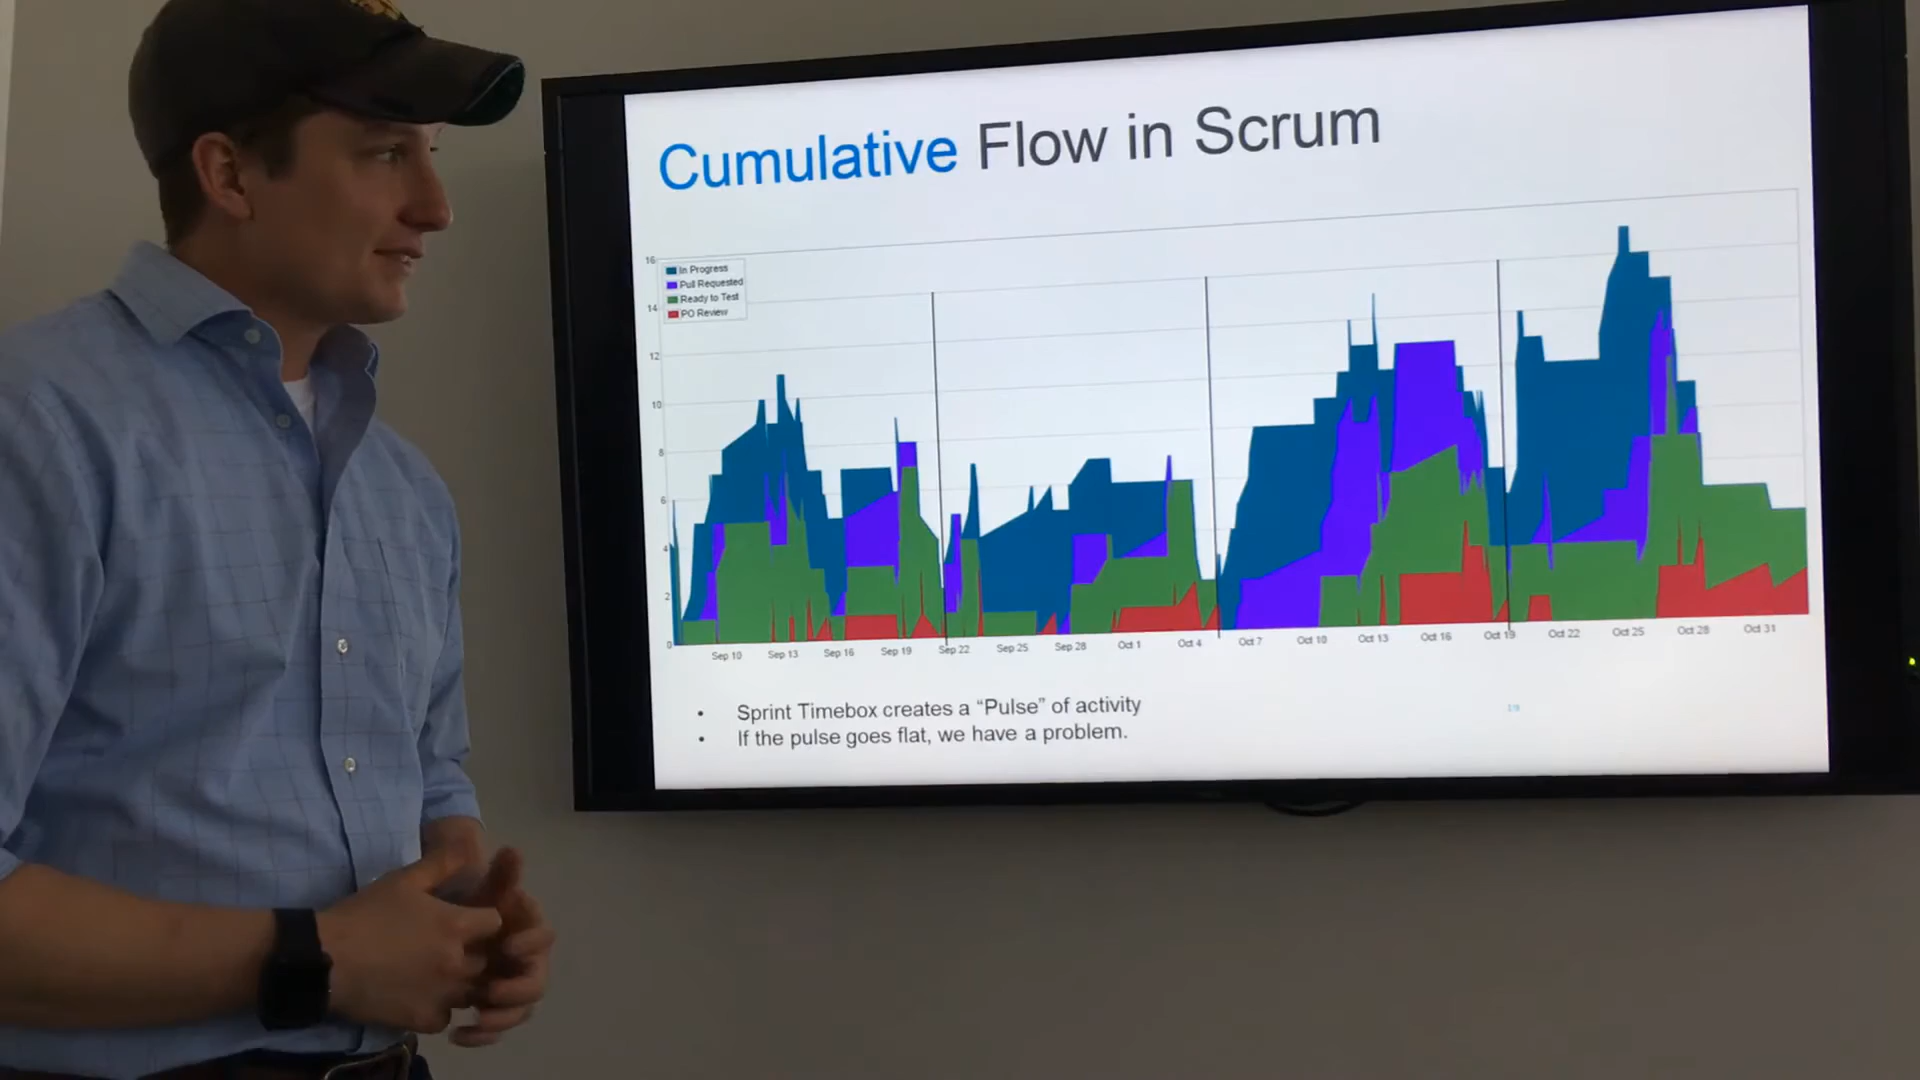 Cumulative Flow in Scrum
16
In Progress
Pull Requested
Ready to Test
PO Review
14
12
10
8
6
4
2
0
Sep 10 Sep 13 Sep 16 Sep 19 Sep 22 Sep 25 Sep 28 Oct 1 Oct 4 Oct 7 Oct 10 Oct 13 Oct 16 Oct 19 Oct 22 Oct 25 Oct 28 Oct 31
• Sprint Timebox creates a “Pulse” of activity
• If the pulse goes flat, we have a problem.